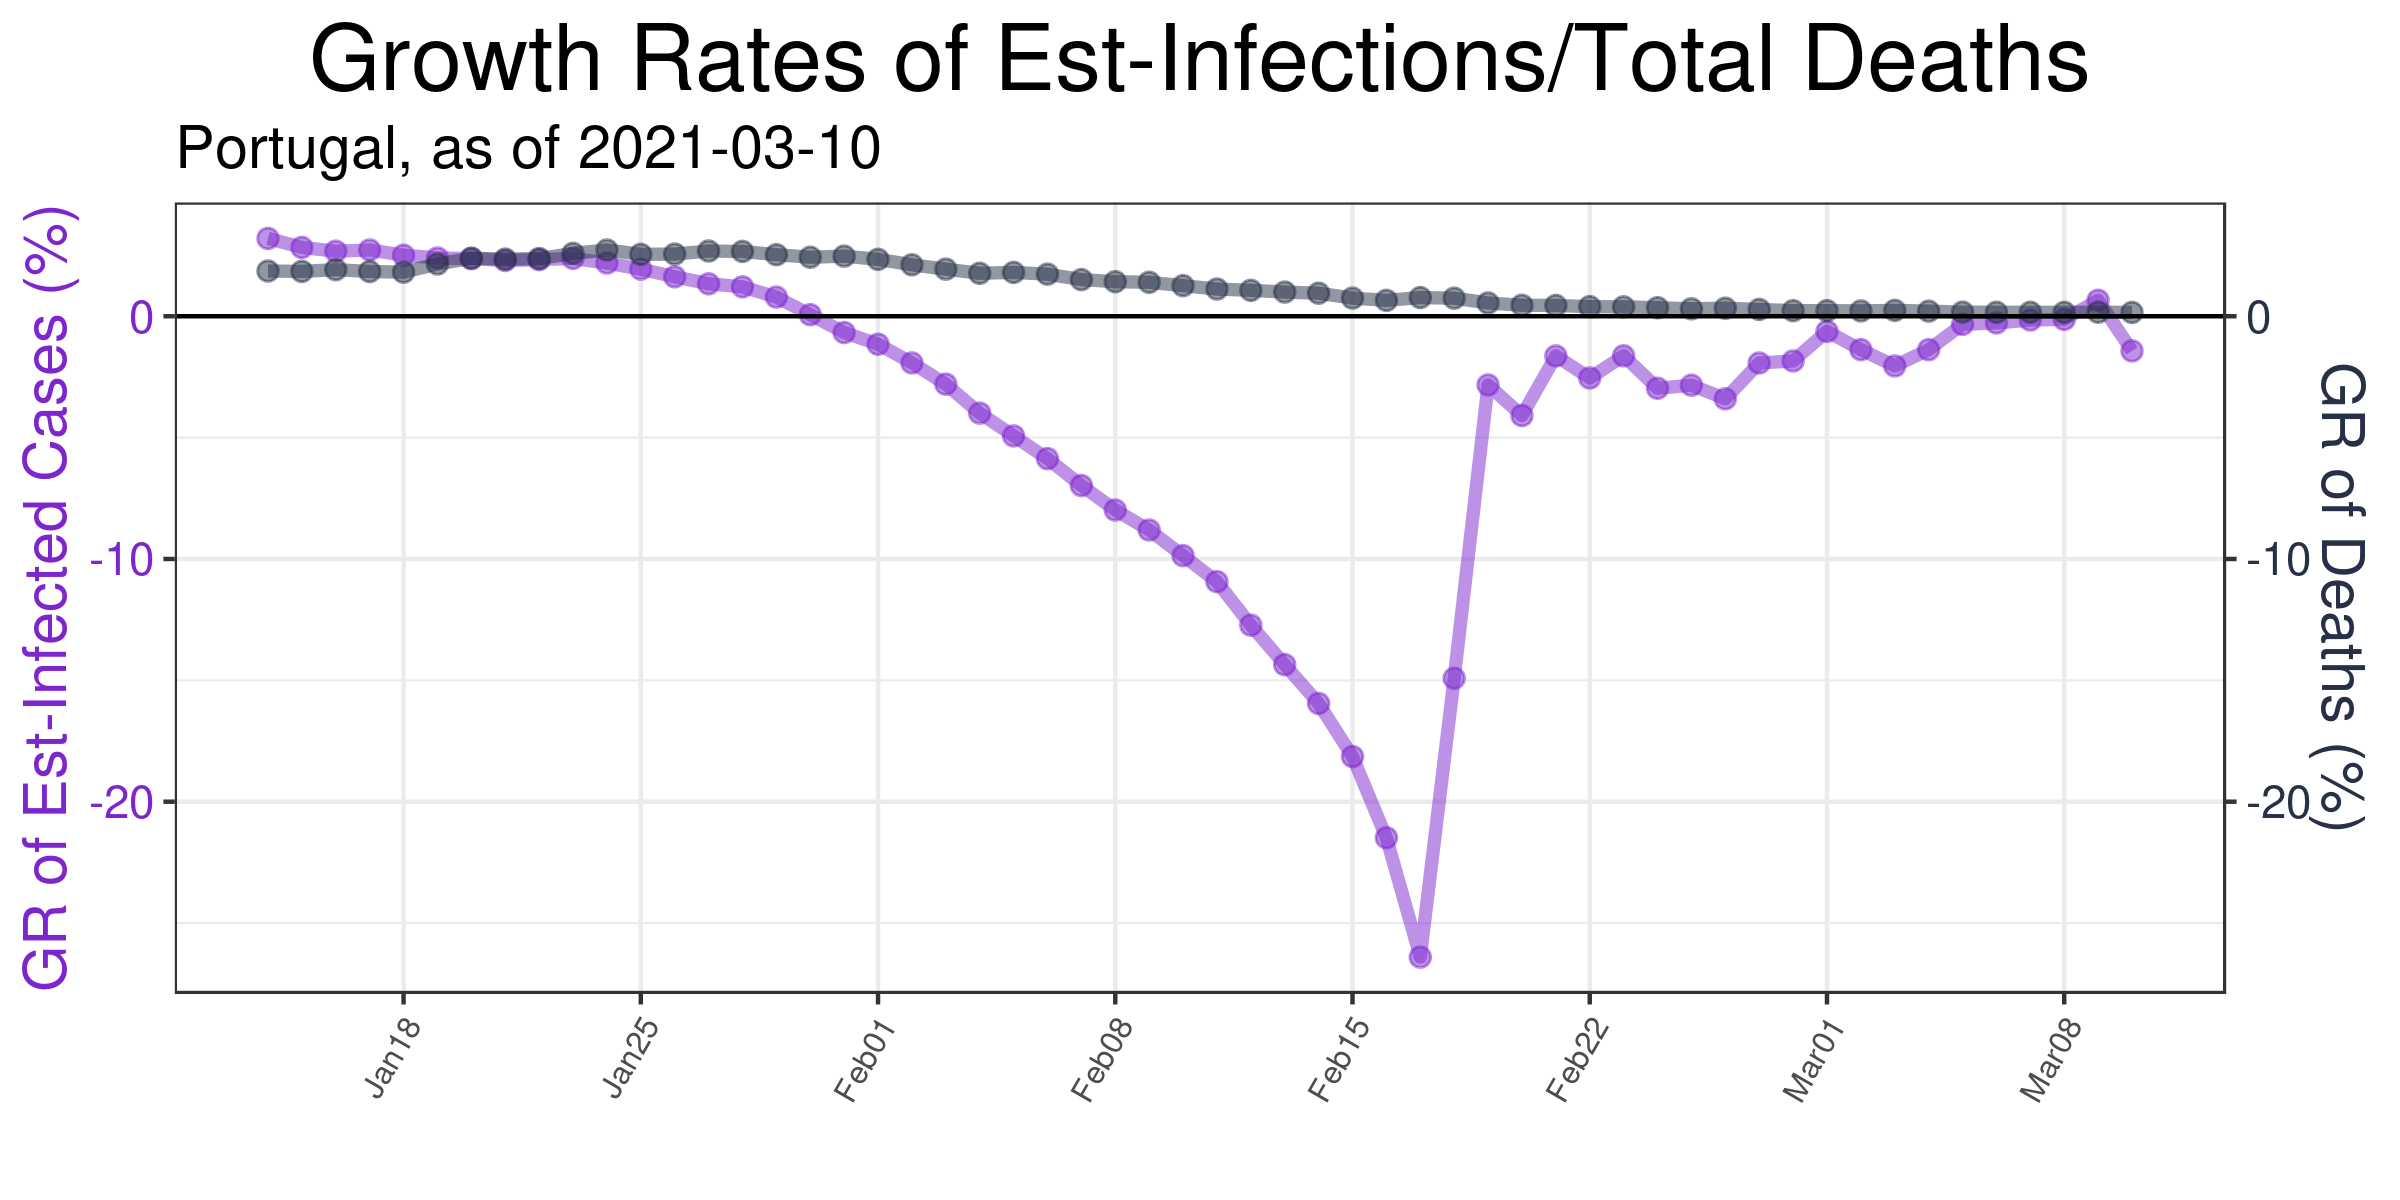 Growth Rates of Est-Infections/Total Deaths
Portugal, as of 2021-03-10
GR of Est-Infected Cases (%)
0
-10
-20
0
-10
-20
GR of Deaths (%)
Jan18
Jan25
Feb01
Feb08
Feb15
Feb22
Mar01
Mar08